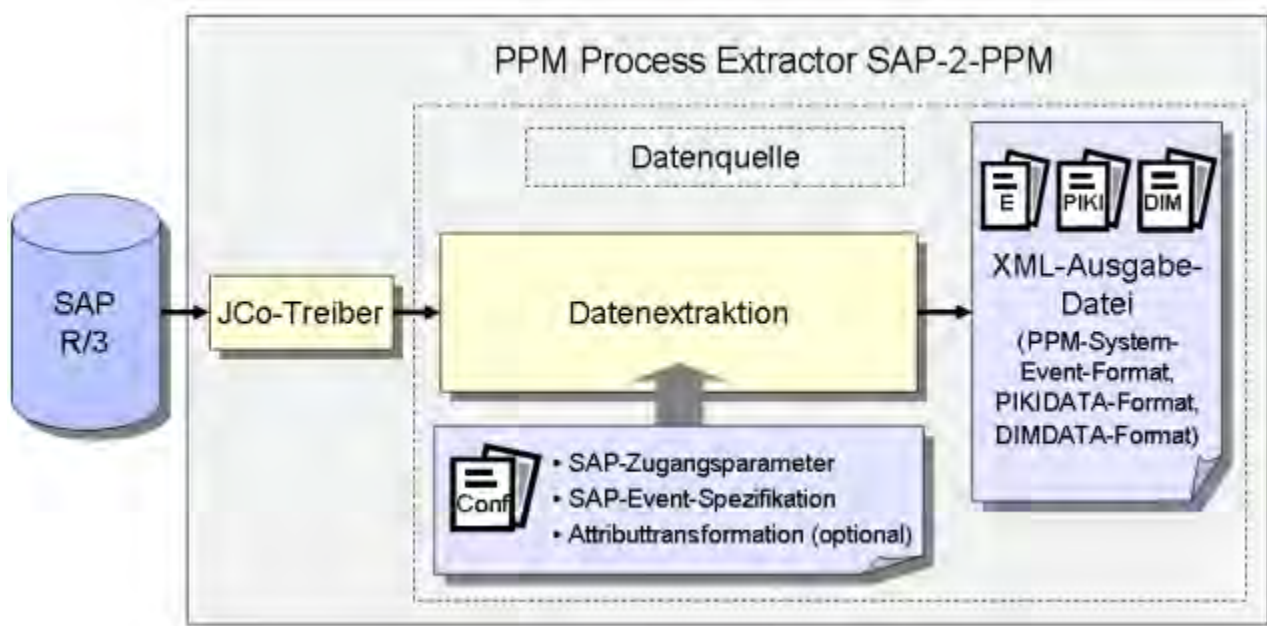 PPM Process Extractor SAP-2-PPM
Datenquelle
E
PIKI
DIM
SAP
R/3
JCo-Treiber
Datenextraktion
XML-Ausgabe-
Datei
(PPM-System-
Event-Format,
PIKIDATA-Format,
DIMDATA-Format)
Conf
• SAP-Zugangsparameter
• SAP-Event-Spezifikation
• Attributtransformation (optional)